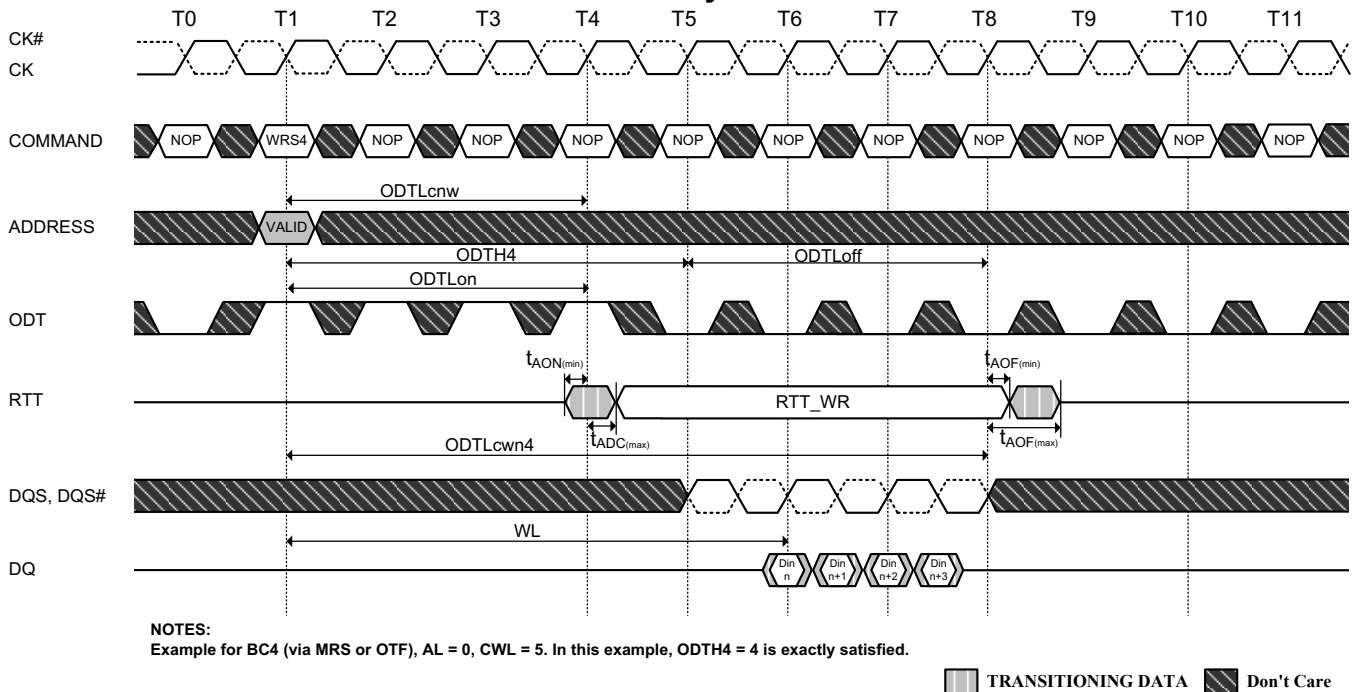 T0 T1 T2 T3 T4 T5 T6 T7 T8 T9 T10 T11
CK#
CK
COMMAND NOP WRS4 NOP NOP NOP NOP NOP NOP NOP NOP NOP NOP
ODTLcnw
ADDRESS VALID
ODTH4 ODTLoff
ODTLon
ODT
tAON(min) tAOF(min)
RTT RTT_WR
tADC(max) tAOF(max)
ODTLcwn4
DQS, DQS#
WL
DQ Din n Din n+1 Din n+2 Din n+3
NOTES:
Example for BC4 (via MRS or OTF), AL = 0, CWL = 5. In this example, ODTH4 = 4 is exactly satisfied.
TRANSITIONING DATA Don't Care